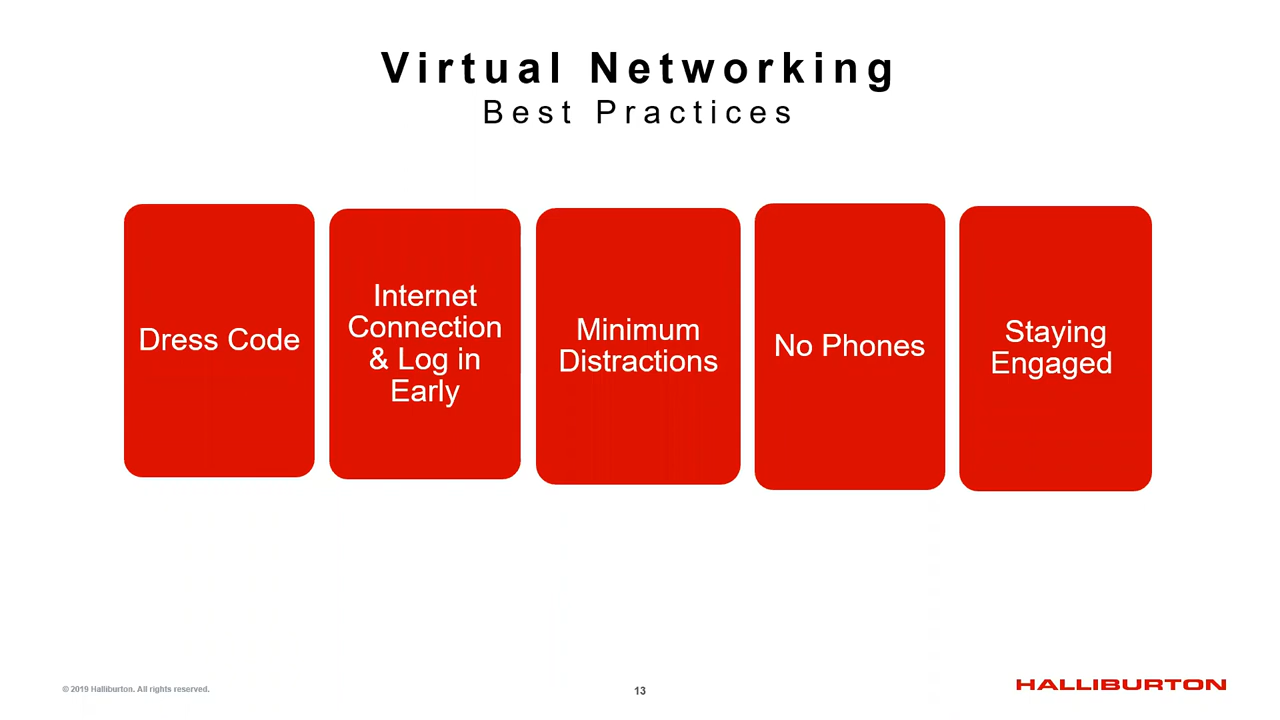 Virtual Networking
Best Practices
Dress Code
Internet
Connection
& Log in
Early
Minimum
Distractions
No Phones
Staying
Engaged
© 2019 Halliburton. All rights reserved.
13
HALLIBURTON